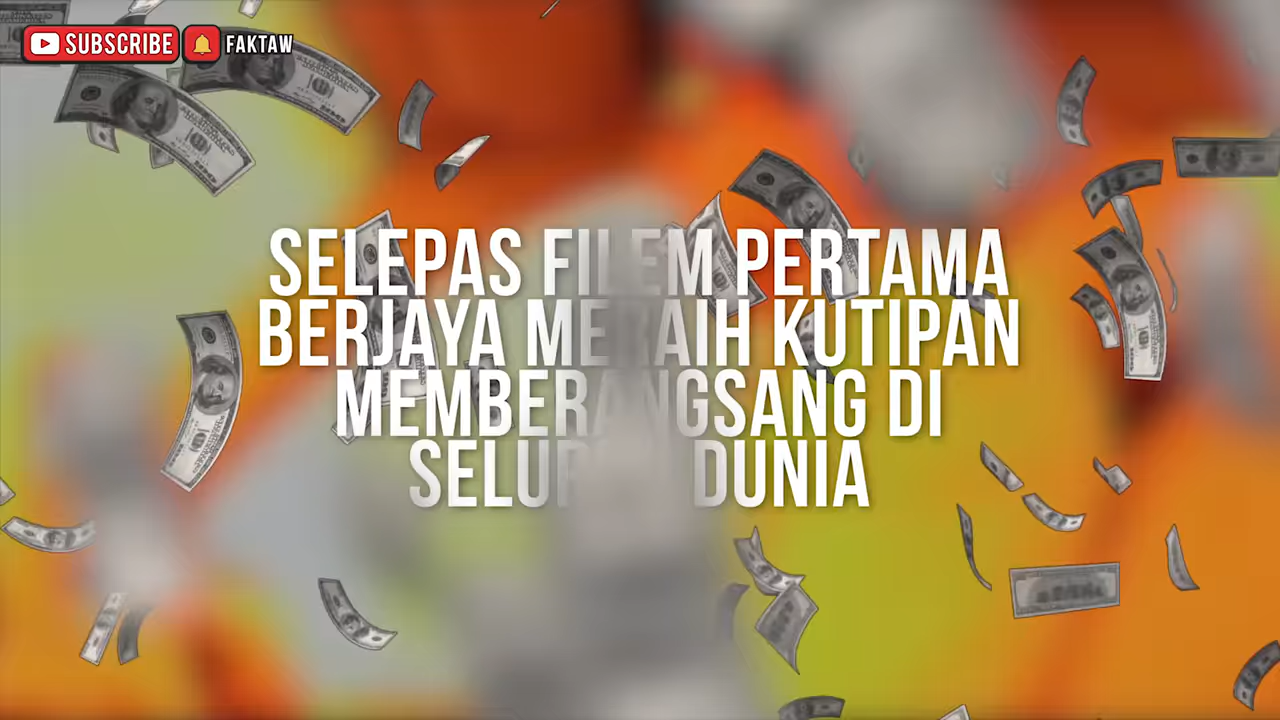 SUBSCRIBE FAKTAW
SELEPAS FILEM PERTAMA
BERJAYA MERAIH KUTIPAN
MEMBERANGSANG DI
DUNIA